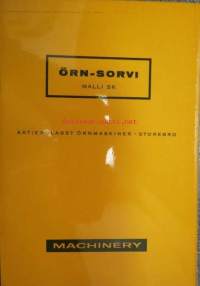 ÖRN-SORVI
MALLI SK
AKTIEBOLAGET ÖRNMASKINER - STOREBRO
MACHINERY